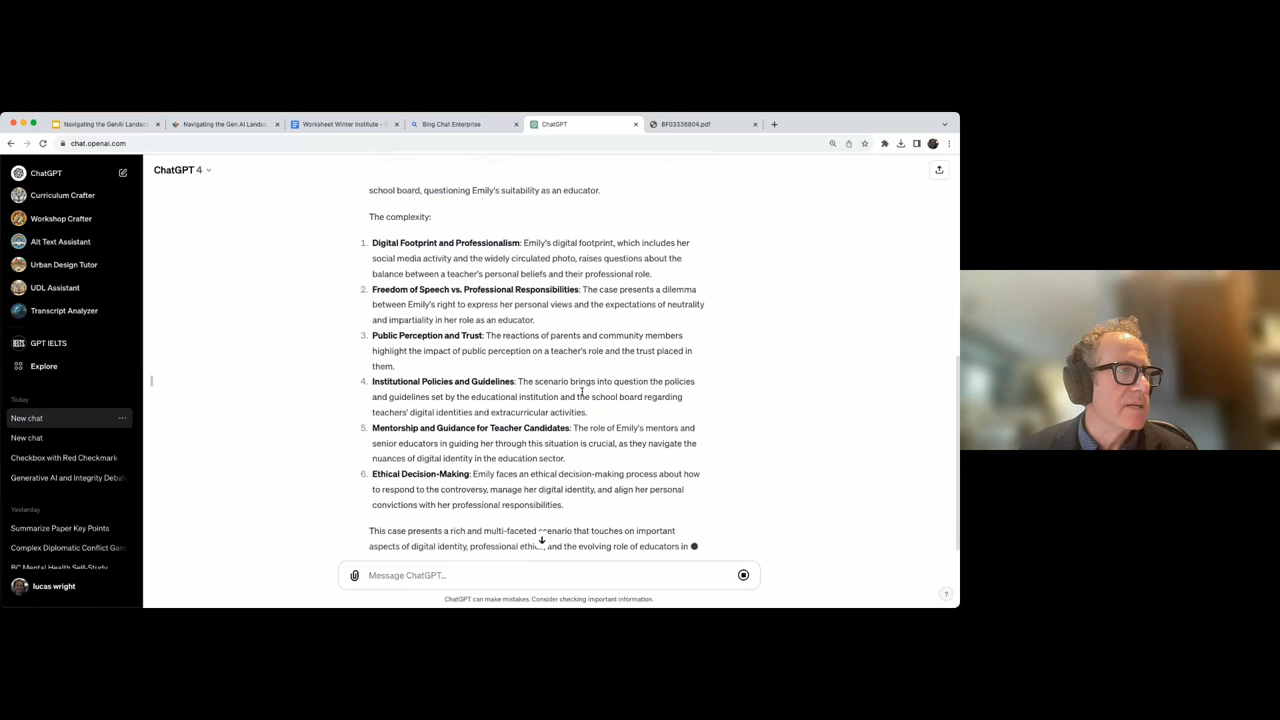 Navigating the GenAI Landsc
Navigating the Gen AI Landsc
Worksheet Winter Institute - C
Bing Chat Enterprise
ChatGPT
BF03336804.pdf
chat.openai.com
ChatGPT
Curriculum Crafter
Workshop Crafter
Alt Text Assistant
Urban Design Tutor
UDL Assistant
Transcript Analyzer
IELTS GPT IELTS
Explore
Today
New chat
New chat
Checkbox with Red Checkmark
Generative AI and Integrity Debat
Yesterday
Summarize Paper Key Points
Complex Diplomatic Conflict Gam
BC Mental Health Self-Study
lucas wright
ChatGPT 4
school board, questioning Emily's suitability as an educator.
The complexity:
1. Digital Footprint and Professionalism: Emily's digital footprint, which includes her
social media activity and the widely circulated photo, raises questions about the
balance between a teacher's personal beliefs and their professional role.
2. Freedom of Speech vs. Professional Responsibilities: The case presents a dilemma
between Emily's right to express her personal views and the expectations of neutrality
and impartiality in her role as an educator.
3. Public Perception and Trust: The reactions of parents and community members
highlight the impact of public perception on a teacher's role and the trust placed in
them.
4. Institutional Policies and Guidelines: The scenario brings into question the policies
and guidelines set by the educational institution and the school board regarding
teachers' digital identities and extracurricular activities.
5. Mentorship and Guidance for Teacher Candidates: The role of Emily's mentors and
senior educators in guiding her through this situation is crucial, as they navigate the
nuances of digital identity in the education sector.
6. Ethical Decision-Making: Emily faces an ethical decision-making process about how
to respond to the controversy, manage her digital identity, and align her personal
convictions with her professional responsibilities.
This case presents a rich and multi-faceted scenario that touches on important
aspects of digital identity, professional ethic, and the evolving role of educators in
Message ChatGPT...
ChatGPT can make mistakes. Consider checking important information.
?